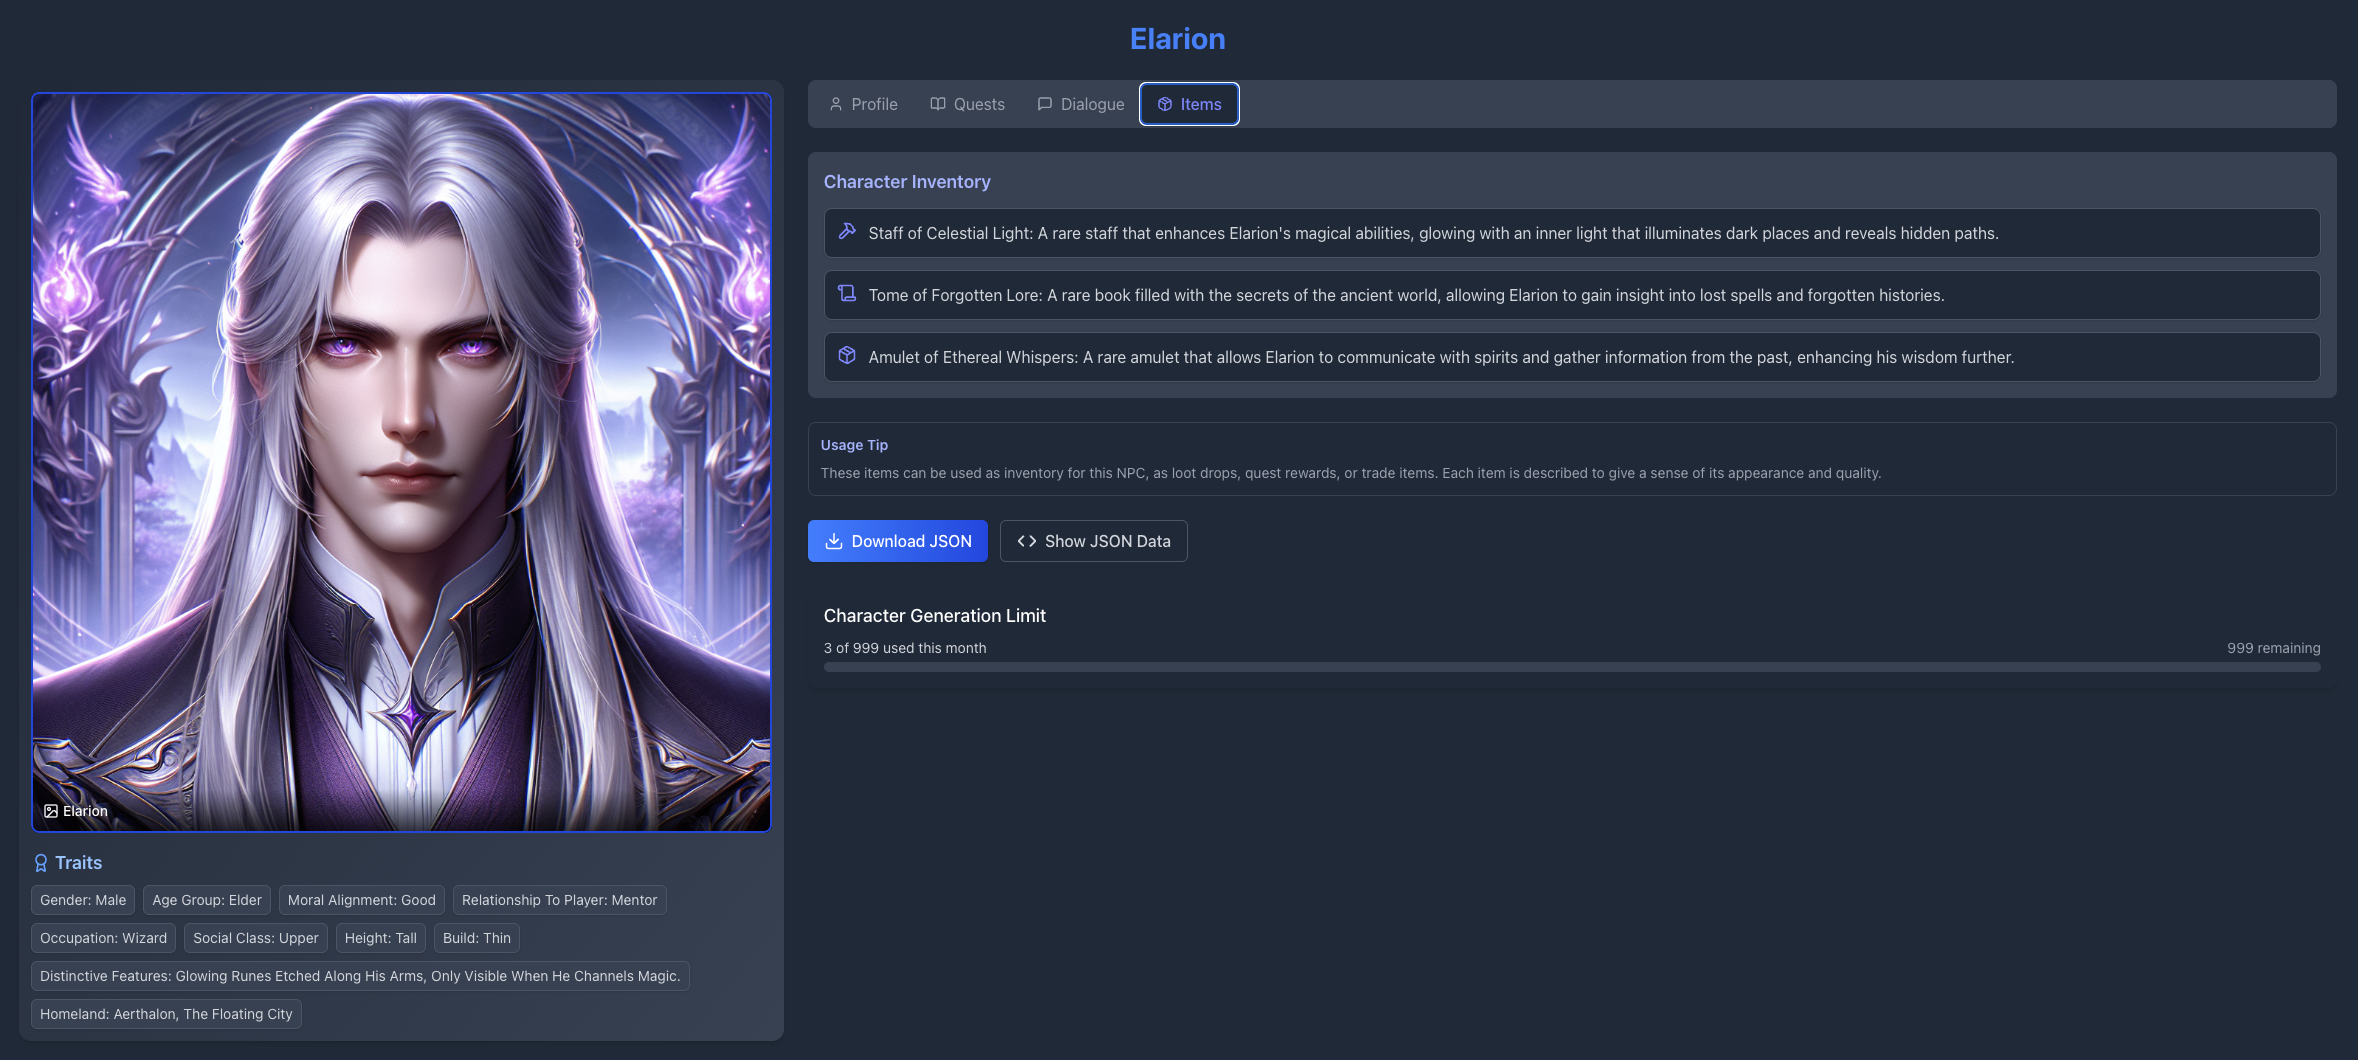 Elarion
Profile
Quests
Dialogue
Items
Character Inventory
Staff of Celestial Light: A rare staff that enhances Elarion's magical abilities, glowing with an inner light that illuminates dark places and reveals hidden paths.
Tome of Forgotten Lore: A rare book filled with the secrets of the ancient world, allowing Elarion to gain insight into lost spells and forgotten histories.
Amulet of Ethereal Whispers: A rare amulet that allows Elarion to communicate with spirits and gather information from the past, enhancing his wisdom further.
Usage Tip
These items can be used as inventory for this NPC, as loot drops, quest rewards, or trade items. Each item is described to give a sense of its appearance and quality.
Download JSON
Show JSON Data
Character Generation Limit
3 of 999 used this month
999 remaining
Elarion
Traits
Gender: Male
Age Group: Elder
Moral Alignment: Good
Relationship To Player: Mentor
Occupation: Wizard
Social Class: Upper
Height: Tall
Build: Thin
Distinctive Features: Glowing Runes Etched Along His Arms, Only Visible When He Channels Magic.
Homeland: Aerthalon, The Floating City